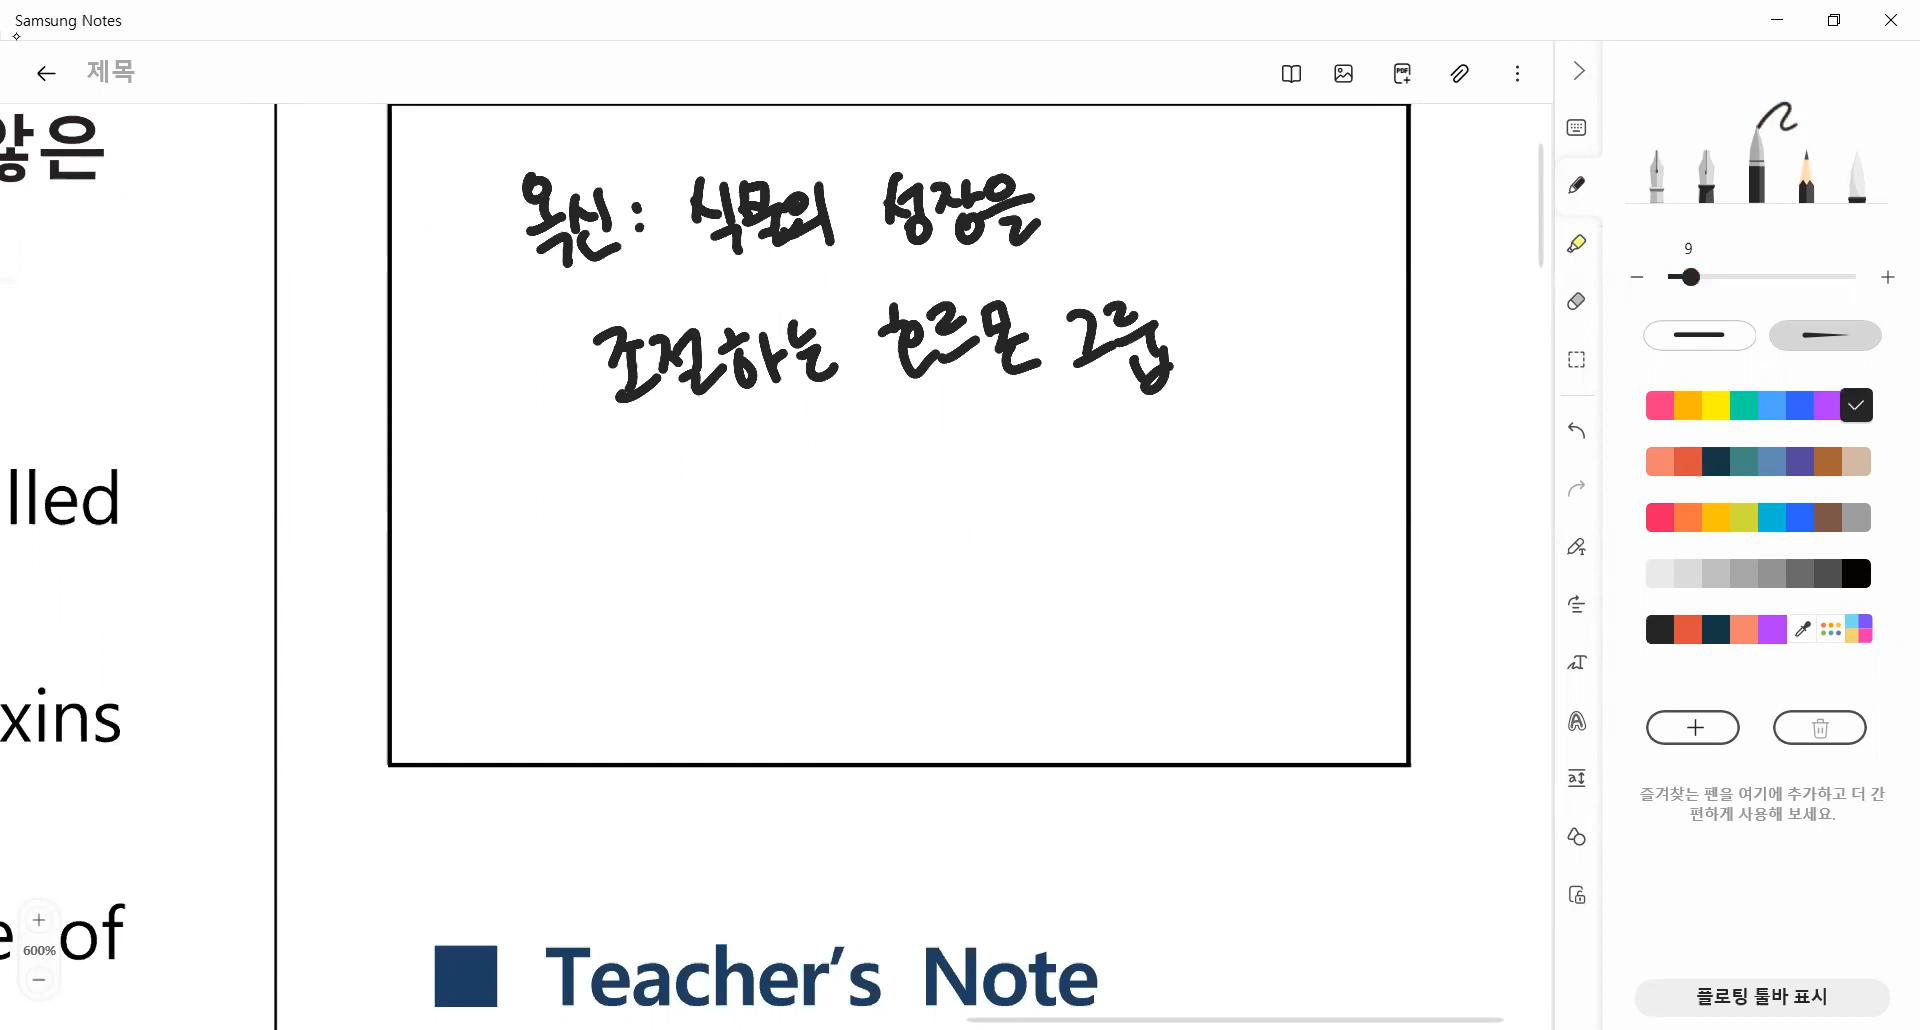 Samsung Notes
제목
않은
lled
xins
e of
옥신: 식물의 성장을
조절하는 호르몬 그룹
Teacher's Note
600%
9
즐겨찾는 펜을 여기에 추가하고 더 간
편하게 사용해 보세요.
플로팅 툴바 표시